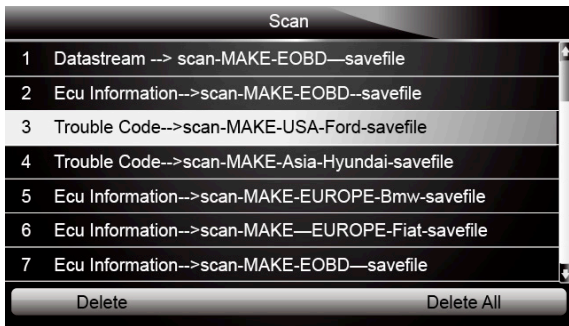 Scan
1 Datastream --> scan-MAKE-EOBD—savefile
2 Ecu Information-->scan-MAKE-EOBD--savefile
3 Trouble Code-->scan-MAKE-USA-Ford-savefile
4 Trouble Code-->scan-MAKE-Asia-Hyundai-savefile
5 Ecu Information-->scan-MAKE-EUROPE-Bmw-savefile
6 Ecu Information-->scan-MAKE—EUROPE-Fiat-savefile
7 Ecu Information-->scan-MAKE-EOBD—savefile
Delete Delete All